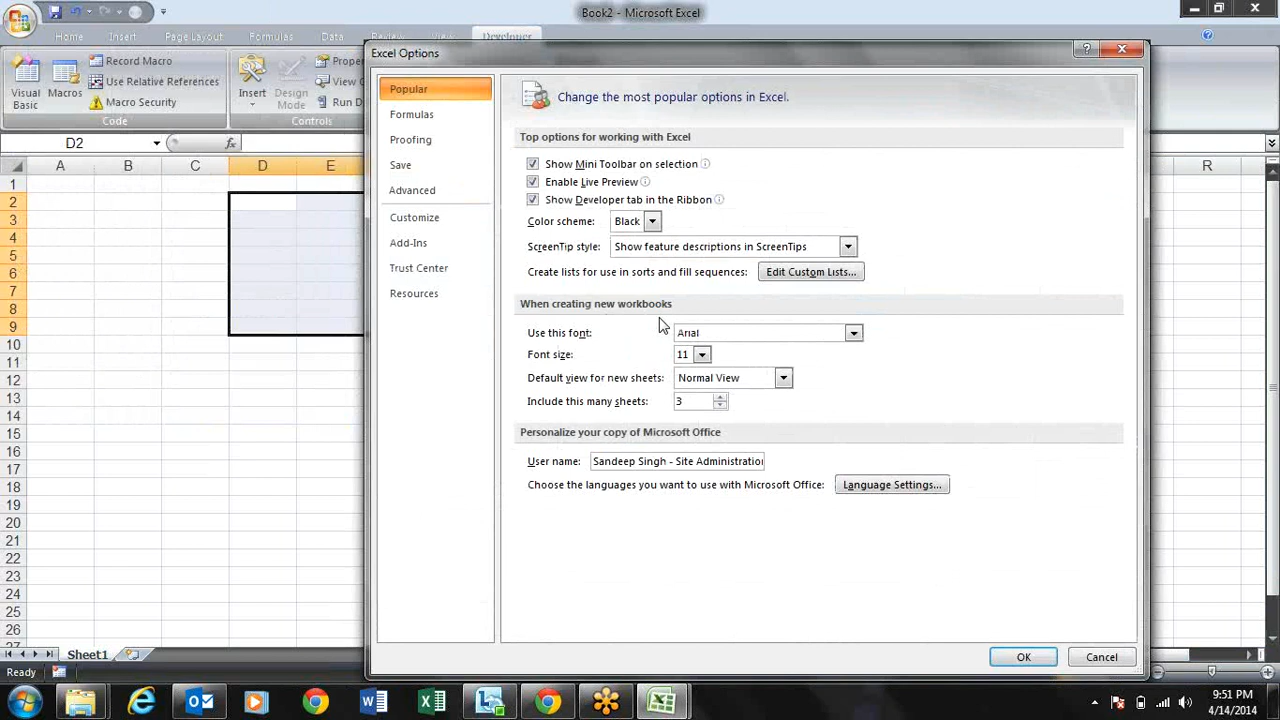 Book2 - Microsoft Excel
Home Insert Page Layout Formulas Data Developer
Excel Options
Visual Basic
Macros
Record Macro
Use Relative References
Macro Security
Code
Insert
Design Mode
Controls
D2
A B C D E R
1
2
3
4
5
6
7
8
9
10
11
12
13
14
15
16
17
18
19
20
21
22
23
24
25
26
27
Popular
Formulas
Proofing
Save
Advanced
Customize
Add-Ins
Trust Center
Resources
Change the most popular options in Excel.
Top options for working with Excel
Show Mini Toolbar on selection
Enable Live Preview
Show Developer tab in the Ribbon
Color scheme: Black
ScreenTip style: Show feature descriptions in ScreenTips
Create lists for use in sorts and fill sequences: Edit Custom Lists...
When creating new workbooks
Use this font: Arial
Font size: 11
Default view for new sheets: Normal View
Include this many sheets: 3
Personalize your copy of Microsoft Office
User name: Sandeep Singh - Site Administration
Choose the languages you want to use with Microsoft Office: Language Settings...
OK Cancel
Sheet1
Ready
9:51 PM
4/14/2014